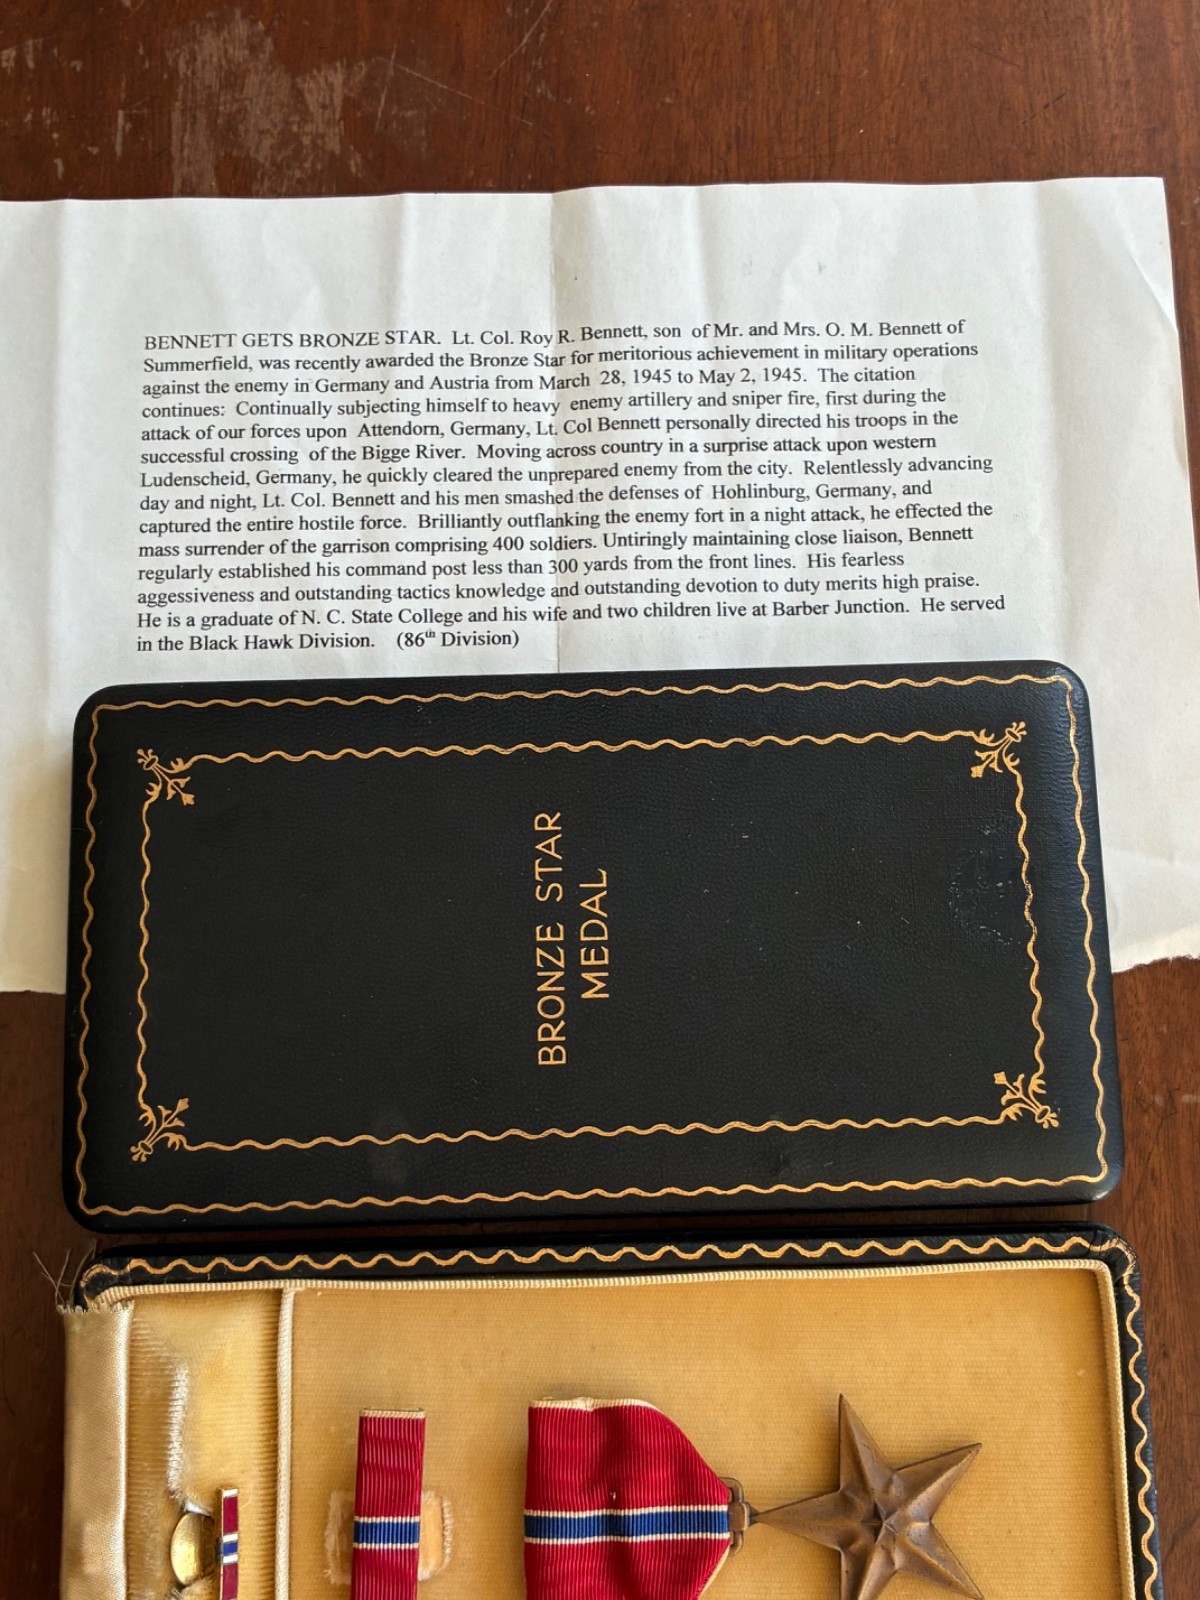 BENNETT GETS BRONZE STAR. Lt. Col. Roy R. Bennett, son of Mr. and Mrs. O. M. Bennett of
Summerfield, was recently awarded the Bronze Star for meritorious achievement in military operations
against the enemy in Germany and Austria from March 28, 1945 to May 2, 1945. The citation
continues: Continually subjecting himself to heavy enemy artillery and sniper fire, first during the
attack of our forces upon Attendorn, Germany, Lt. Col Bennett personally directed his troops in the
successful crossing of the Bigge River. Moving across country in a surprise attack upon western
Ludenscheid, Germany, he quickly cleared the unprepared enemy from the city. Relentlessly advancing
day and night, Lt. Col. Bennett and his men smashed the defenses of Hohlinburg, Germany, and
captured the entire hostile force. Brilliantly outflanking the enemy fort in a night attack, he effected the
mass surrender of the garrison comprising 400 soldiers. Untiringly maintaining close liaison, Bennett
regularly established his command post less than 300 yards from the front lines. His fearless
aggessiveness and outstanding tactics knowledge and outstanding devotion to duty merits high praise.
He is a graduate of N. C. State College and his wife and two children live at Barber Junction. He served
in the Black Hawk Division. (86th Division)
BRONZE STAR
MEDAL